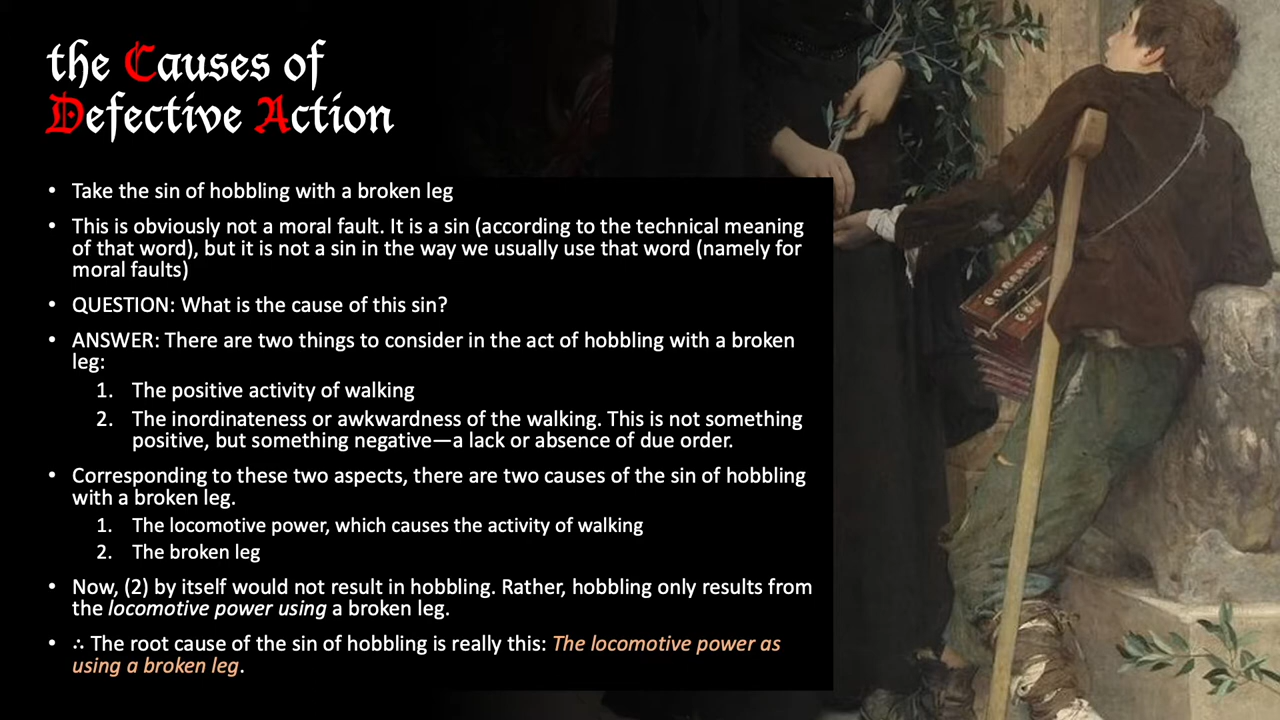 the Causes of
Defective Action
• Take the sin of hobbling with a broken leg
• This is obviously not a moral fault. It is a sin (according to the technical meaning
of that word), but it is not a sin in the way we usually use that word (namely for
moral faults)
• QUESTION: What is the cause of this sin?
• ANSWER: There are two things to consider in the act of hobbling with a broken
leg:
1. The positive activity of walking
2. The inordinateness or awkwardness of the walking. This is not something
positive, but something negative—a lack or absence of due order.
• Corresponding to these two aspects, there are two causes of the sin of hobbling
with a broken leg.
1. The locomotive power, which causes the activity of walking
2. The broken leg
• Now, (2) by itself would not result in hobbling. Rather, hobbling only results from
the locomotive power using a broken leg.
• ∴ The root cause of the sin of hobbling is really this: The locomotive power as
using a broken leg.